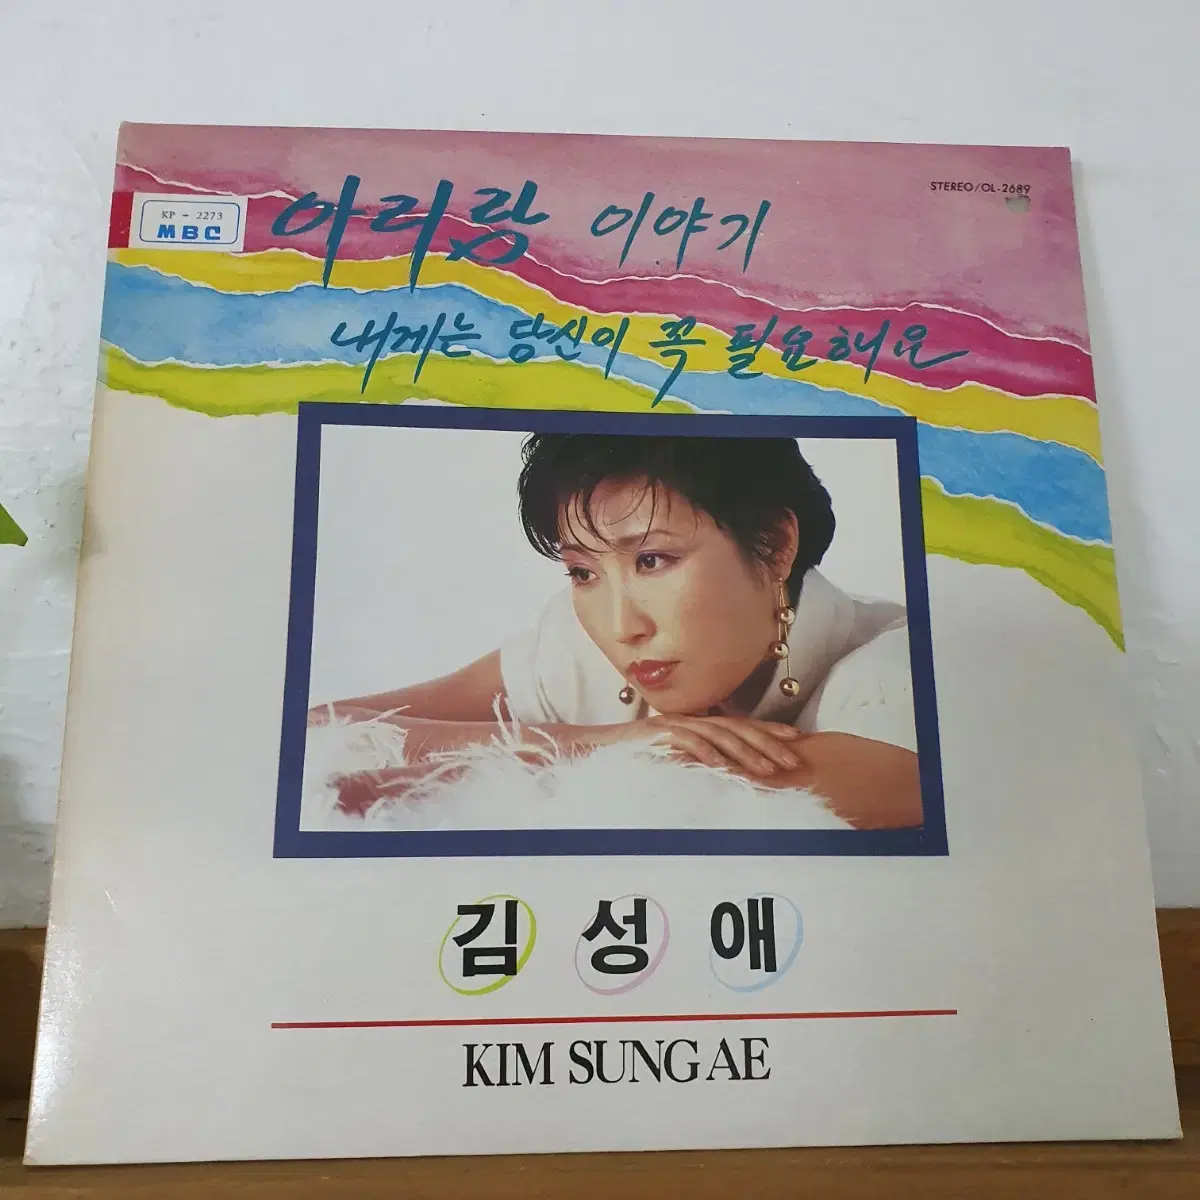 STEREO/OL-2689
KP - 2273
MBC
아리랑 이야기
내게는 당신이 꼭 필요해요
김성애
KIM SUNG AE